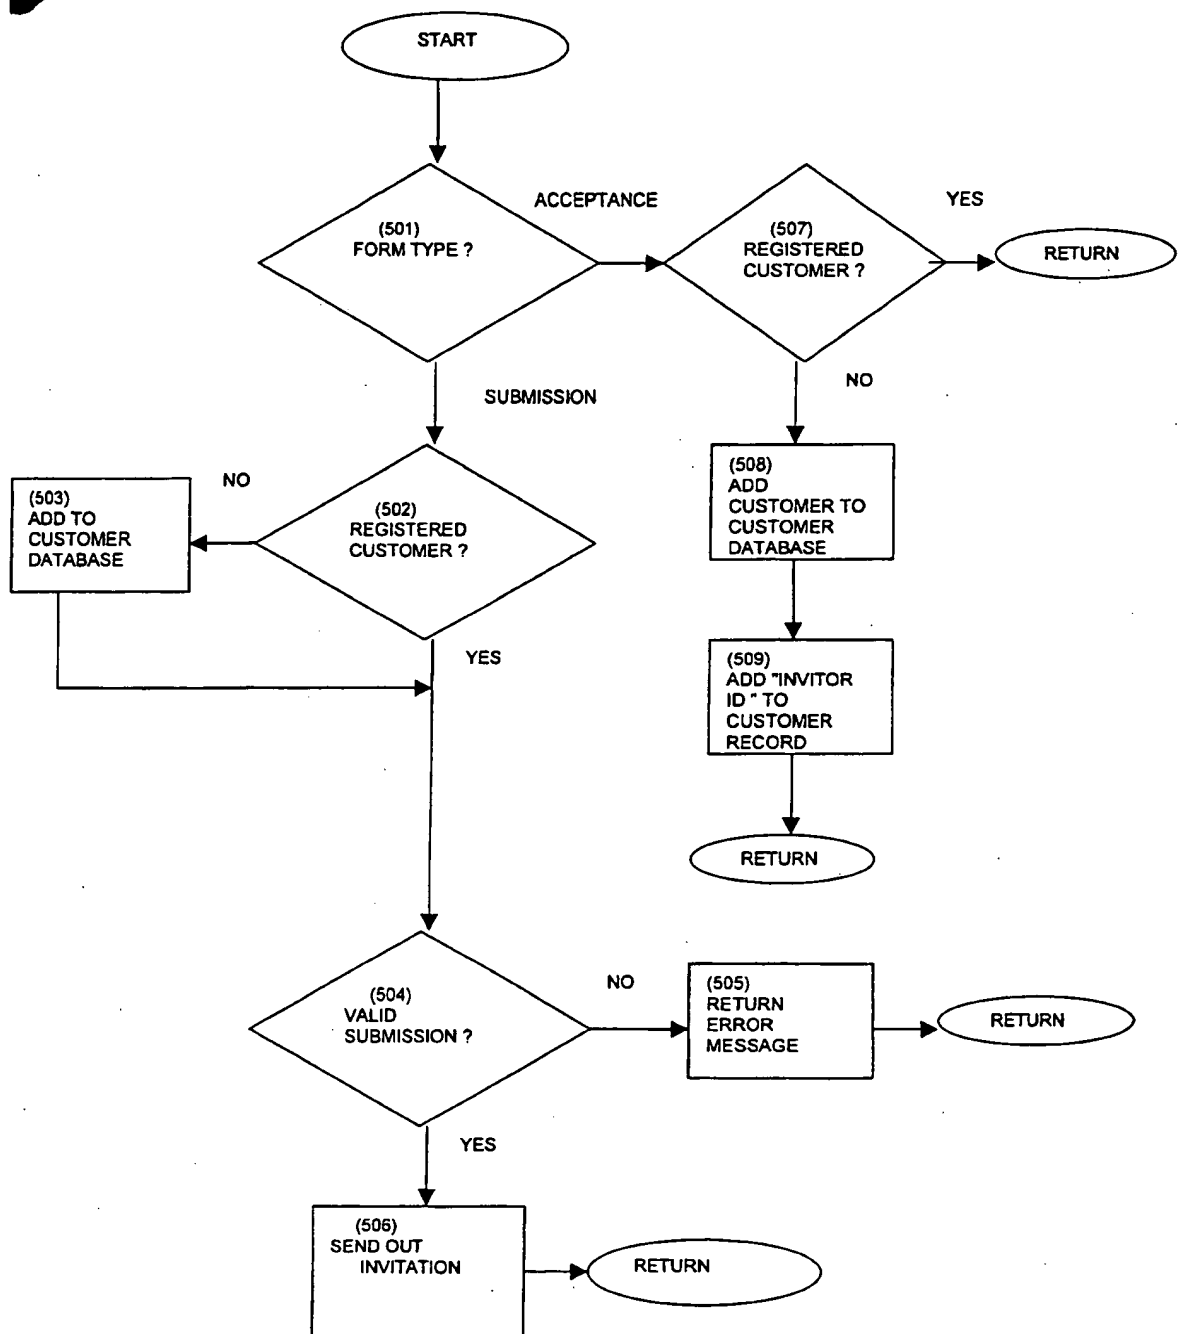 START
ACCEPTANCE
YES
(501)
FORM TYPE ?
(507)
REGISTERED
CUSTOMER ?
RETURN
NO
SUBMISSION
(508)
ADD
CUSTOMER TO
CUSTOMER
DATABASE
NO
(503)
ADD TO
CUSTOMER
DATABASE
(502)
REGISTERED
CUSTOMER ?
YES
(509)
ADD "INVITOR
ID " TO
CUSTOMER
RECORD
RETURN
(504)
VALID
SUBMISSION ?
NO
(505)
RETURN
ERROR
MESSAGE
RETURN
YES
(506)
SEND OUT
INVITATION
RETURN